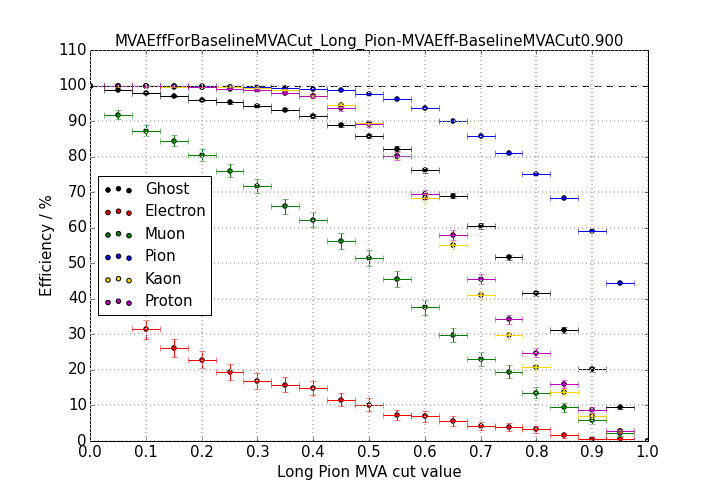 MVAEffForBaselineMVACut_Long_Pion-MVAEff-BaselineMVACut0.900
110
100
90
80
70
60
50
40
30
20
10
0
Efficiency / %
Ghost
Electron
Muon
Pion
Kaon
Proton
0.0 0.1 0.2 0.3 0.4 0.5 0.6 0.7 0.8 0.9 1.0
Long Pion MVA cut value